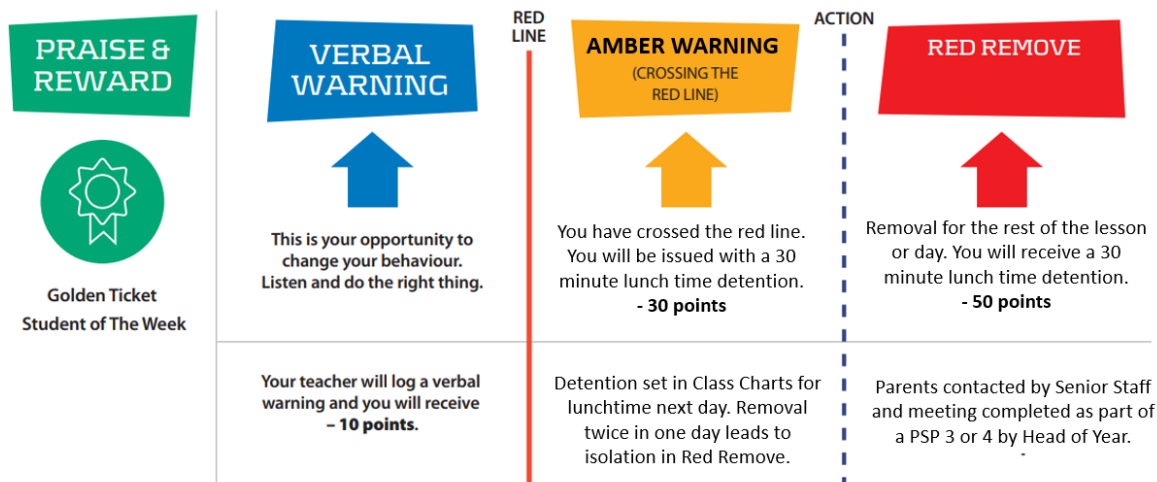 PRAISE &
REWARD
Golden Ticket
Student of The Week
VERBAL
WARNING
This is your opportunity to
change your behaviour.
Listen and do the right thing.
Your teacher will log a verbal
warning and you will receive
– 10 points.
RED
LINE
AMBER WARNING
(CROSSING THE
RED LINE)
You have crossed the red line.
You will be issued with a 30
minute lunch time detention.
- 30 points
Detention set in Class Charts for
lunchtime next day. Removal
twice in one day leads to
isolation in Red Remove.
ACTION
RED REMOVE
Removal for the rest of the lesson
or day. You will receive a 30
minute lunch time detention.
- 50 points
Parents contacted by Senior Staff
and meeting completed as part of
a PSP 3 or 4 by Head of Year.
-